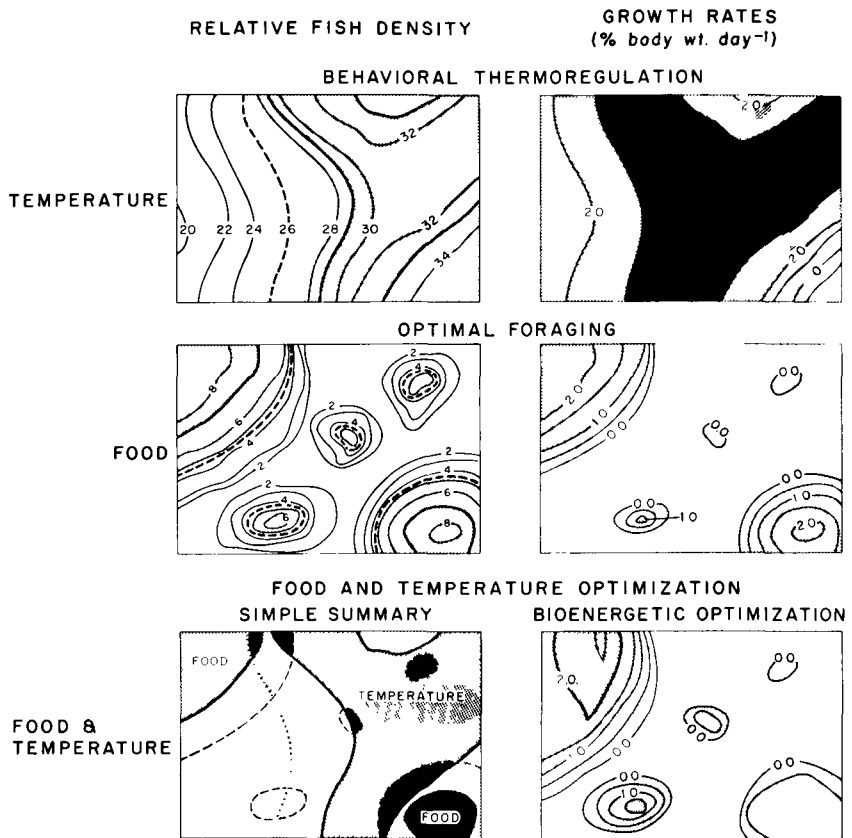 RELATIVE FISH DENSITY
GROWTH RATES
(% body wt. day⁻¹)
BEHAVIORAL THERMOREGULATION
TEMPERATURE
20 22 24 26 28 30 32 32 34
2.0 2.0 2.0 0
OPTIMAL FORAGING
FOOD
8 6 4 2 2 4 2 4 4 6 2 4 6 8
2.0 1.0 0.0 0.0 0.0 0.0 1.0 0.0 1.0 2.0
FOOD AND TEMPERATURE OPTIMIZATION
SIMPLE SUMMARY
BIOENERGETIC OPTIMIZATION
FOOD &
TEMPERATURE
FOOD
TEMPERATURE
FOOD
2.0. 1.0 0.0 0.0 0.0 0.0 1.0 0.0